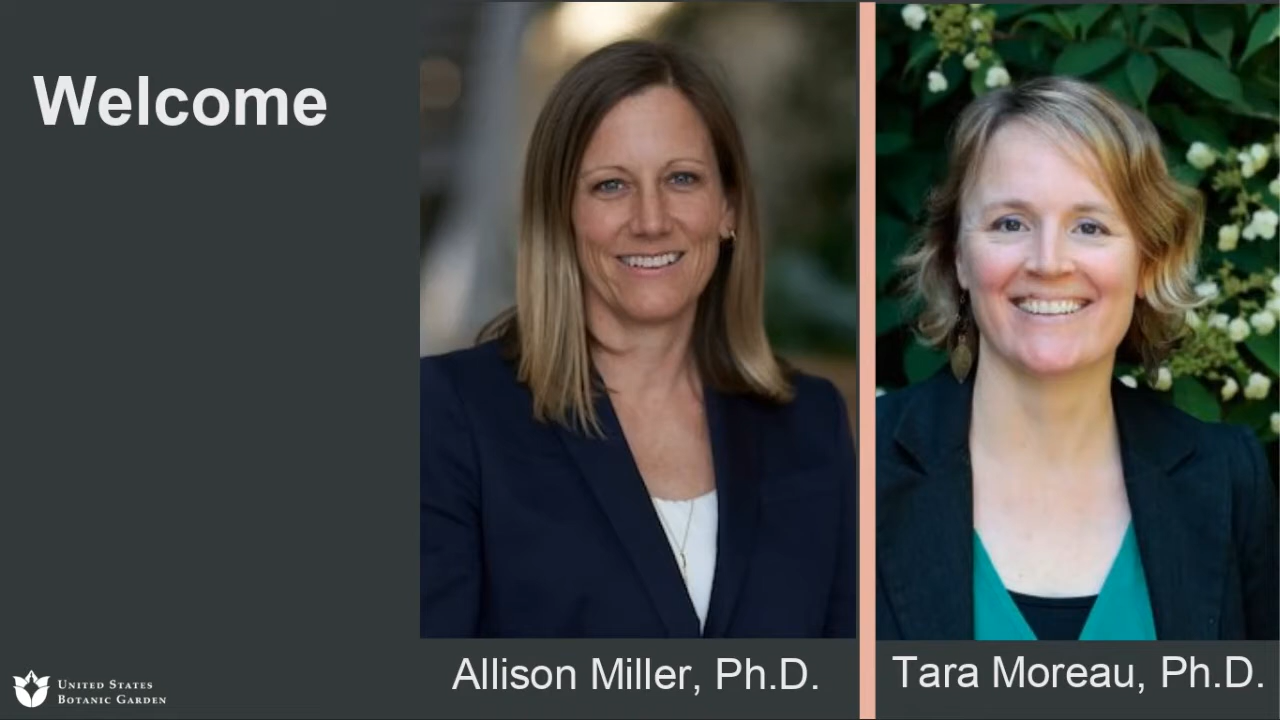 Welcome
Allison Miller, Ph.D.
Tara Moreau, Ph.D.
UNITED STATES
BOTANIC GARDEN